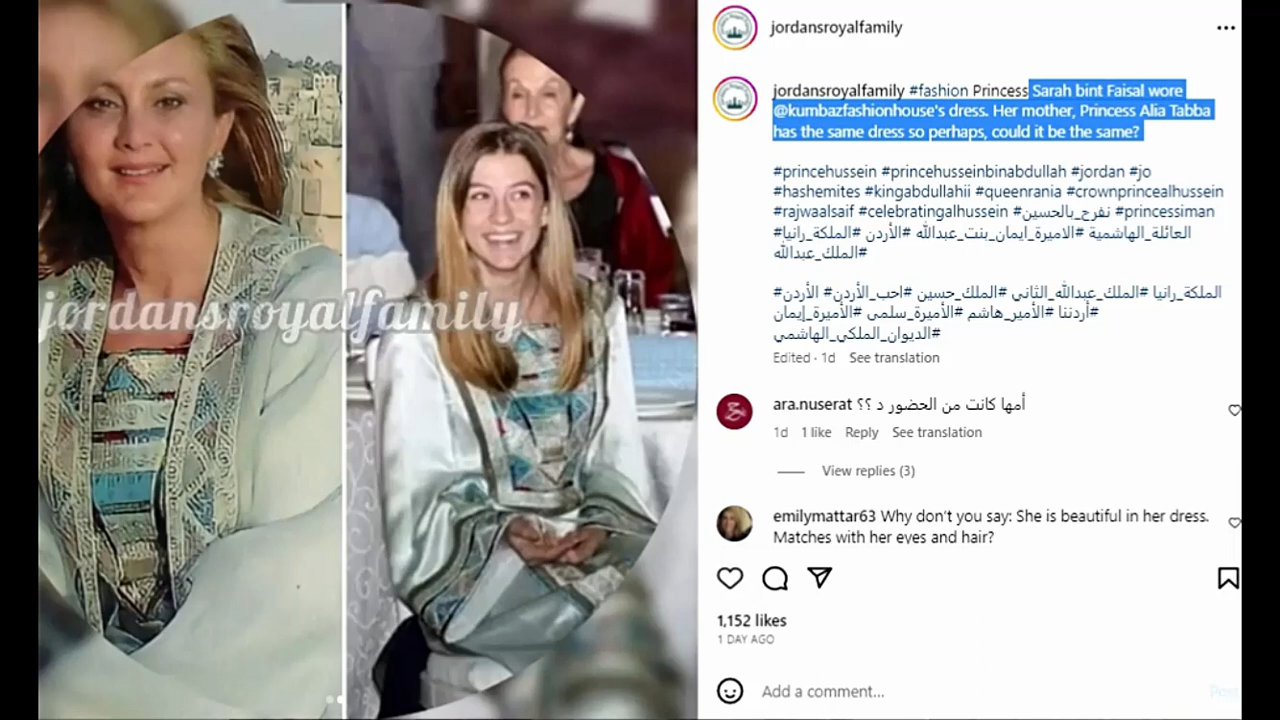 jordansroyalfamily
jordansroyalfamily
jordansroyalfamily #fashion Princess Sarah bint Faisal wore
@kumbazfashionhouse's dress. Her mother, Princess Alia Tabba
has the same dress so perhaps, could it be the same?
#princehussein #princehusseinbinabdullah #jordan #jo
#hashemites #kingabdullahii #queenrania #crownprincealhussein
#rajwaalsaif #celebratingalhussein #نفرح_بالحسين #princessiman
#العائلة_الهاشمية #الاميرة_ايمان_بنت_عبدالله #الأردن #الملكة_رانيا
#الملك_عبدالله
#الملكة_رانيا #الملك_عبدالله_الثاني #الملك_حسين #احب_الأردن #الأردن
#أردننا #الأمير_هاشم #الأميرة_سلمى #الأميرة_إيمان
#الديوان_الملكي_الهاشمي
Edited · 1d See translation
ara.nuserat أمها كانت من الحضور د ؟؟
1d 1 like Reply See translation
View replies (3)
emilymattar63 Why don't you say: She is beautiful in her dress.
Matches with her eyes and hair?
1,152 likes
1 DAY AGO
Add a comment...
Post